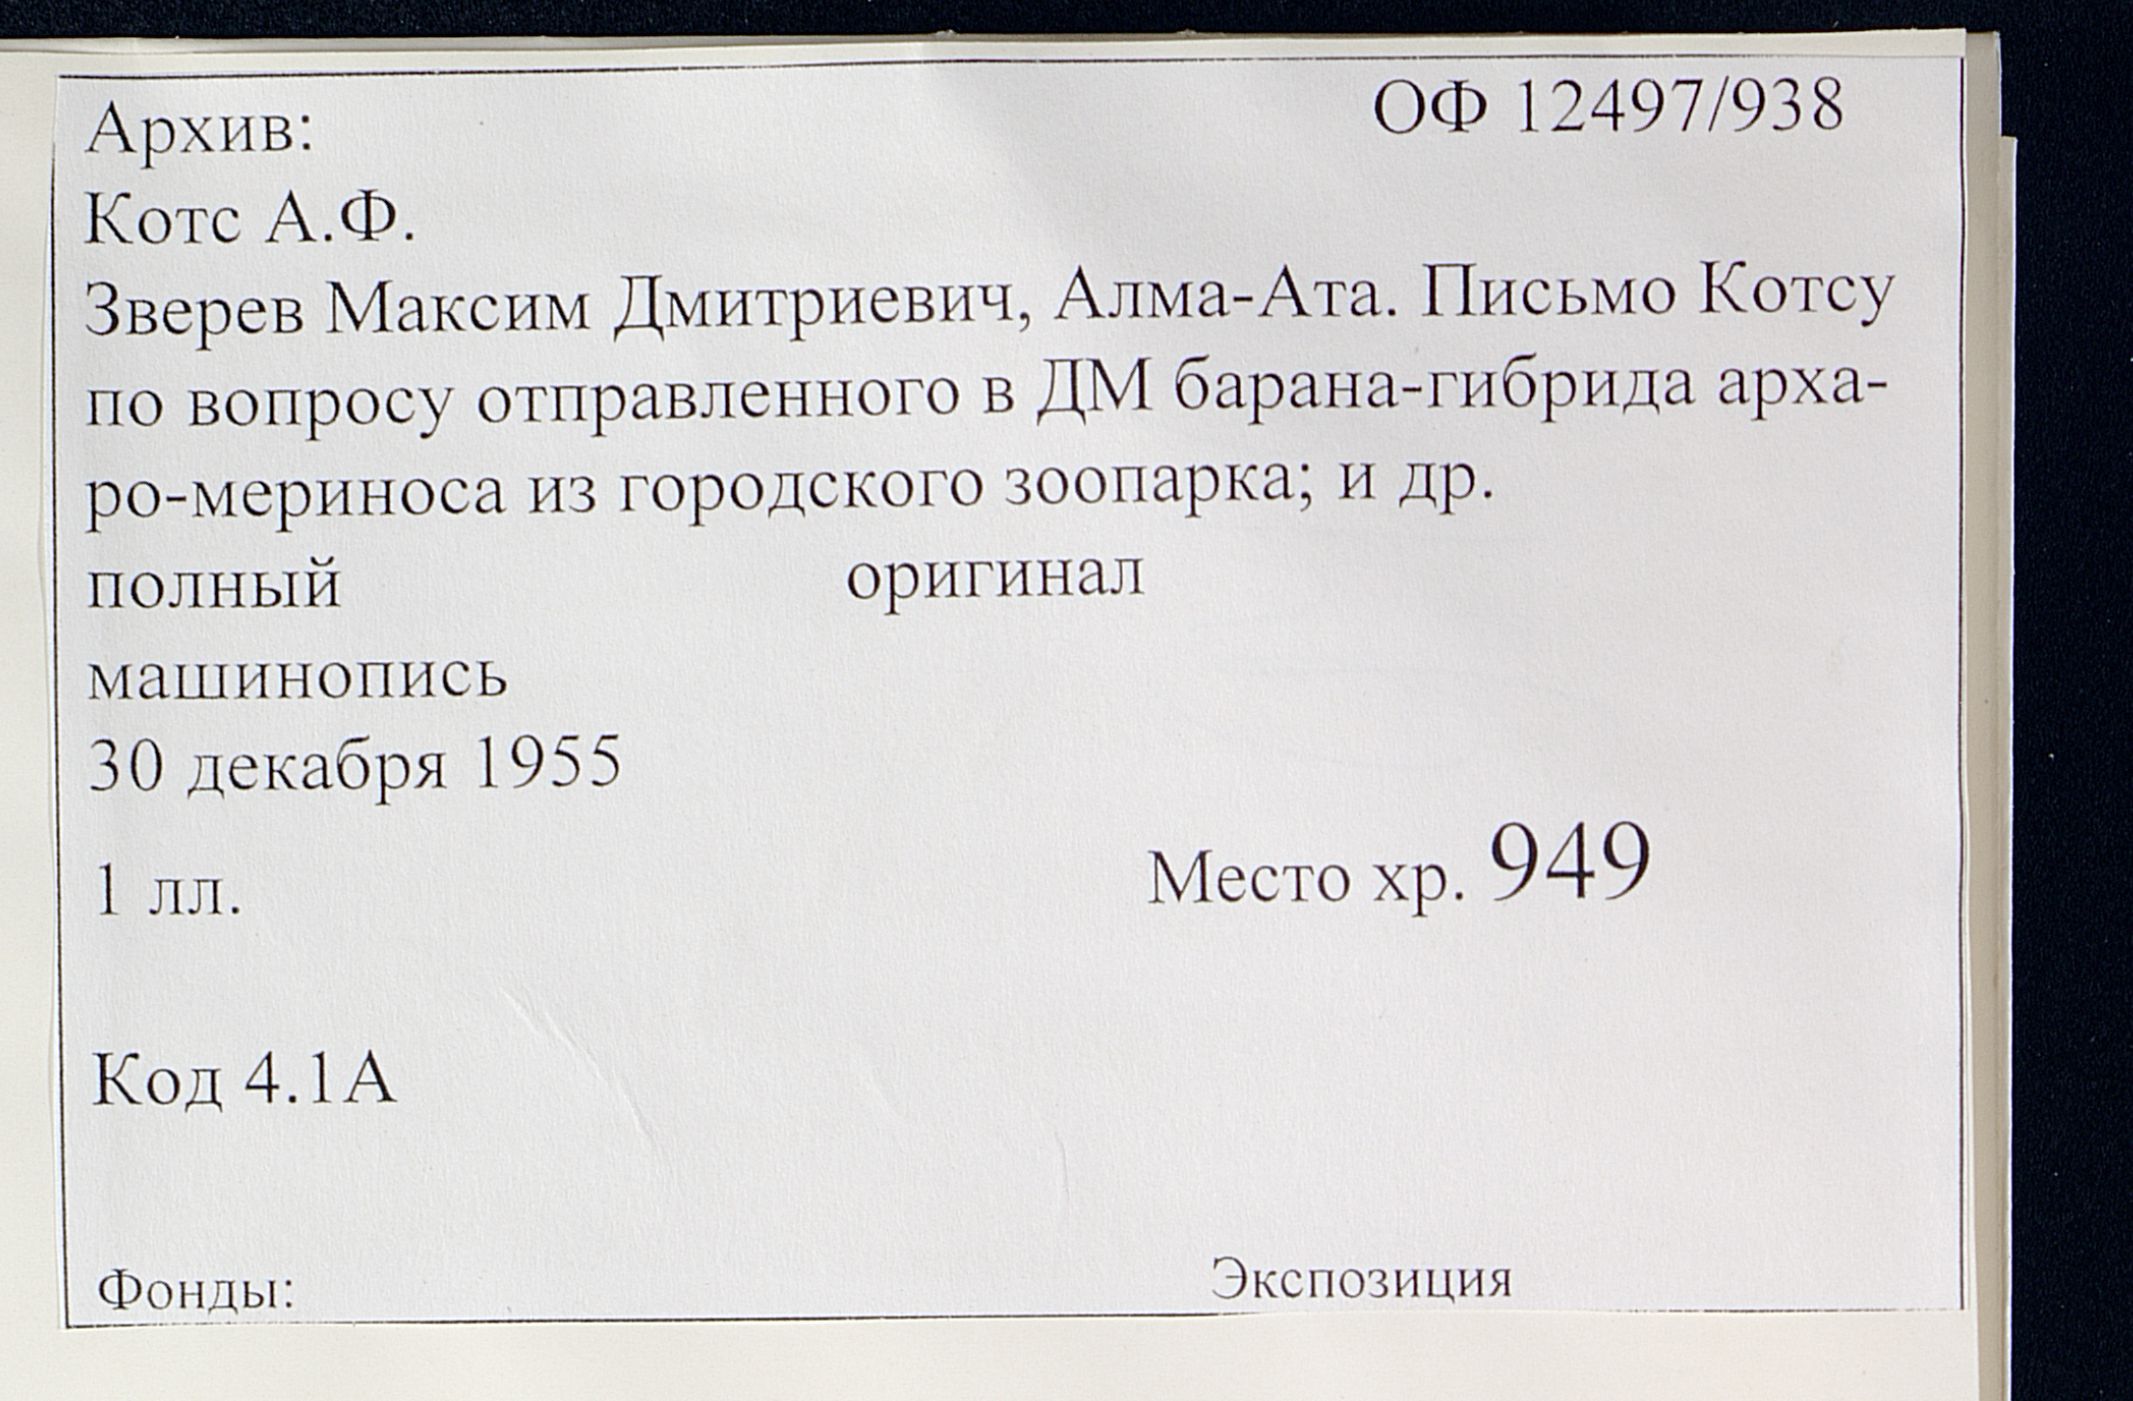 Архив:
ОФ 12497/938
Котс А.Ф.
Зверев Максим Дмитриевич, Алма-Ата. Письмо Котсу
по вопросу отправленного в ДМ барана-гибрида арха-
ро-мериноса из городского зоопарка; и др.
полный оригинал
машинопись
30 декабря 1955
1 лл. Место хр. 949
Код 4.1А
Фонды: Экспозиция